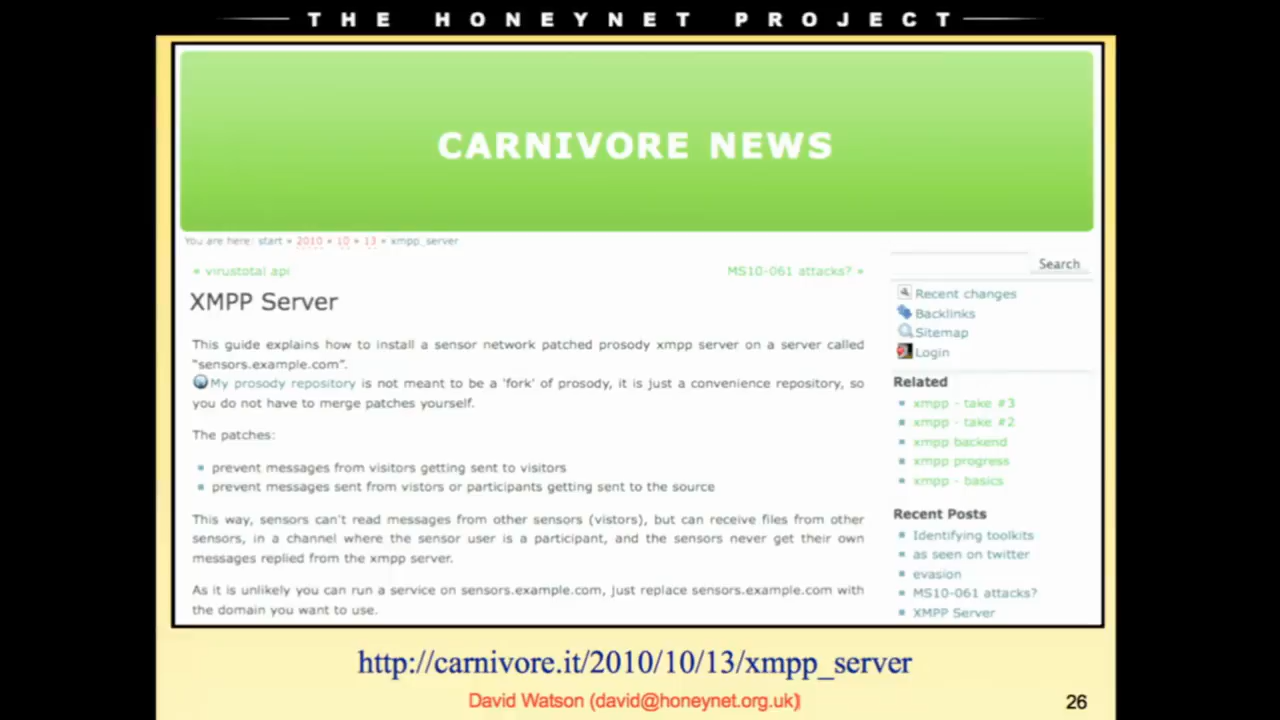 THE HONEYNET PROJECT
CARNIVORE NEWS
You are here: start » 2010 » 10 » 13 » xmpp_server
« virustotal api
MS10-061 attacks? »
XMPP Server
This guide explains how to install a sensor network patched prosody xmpp server on a server called
"sensors.example.com".
My prosody repository is not meant to be a 'fork' of prosody, it is just a convenience repository, so
you do not have to merge patches yourself.
The patches:
prevent messages from visitors getting sent to visitors
prevent messages sent from vistors or participants getting sent to the source
This way, sensors can't read messages from other sensors (vistors), but can receive files from other
sensors, in a channel where the sensor user is a participant, and the sensors never get their own
messages replied from the xmpp server.
As it is unlikely you can run a service on sensors.example.com, just replace sensors.example.com with
the domain you want to use.
Search
Recent changes
Backlinks
Sitemap
Login
Related
xmpp - take #3
xmpp - take #2
xmpp backend
xmpp progress
xmpp - basics
Recent Posts
Identifying toolkits
as seen on twitter
evasion
MS10-061 attacks?
XMPP Server
http://carnivore.it/2010/10/13/xmpp_server
David Watson (david@honeynet.org.uk)
26